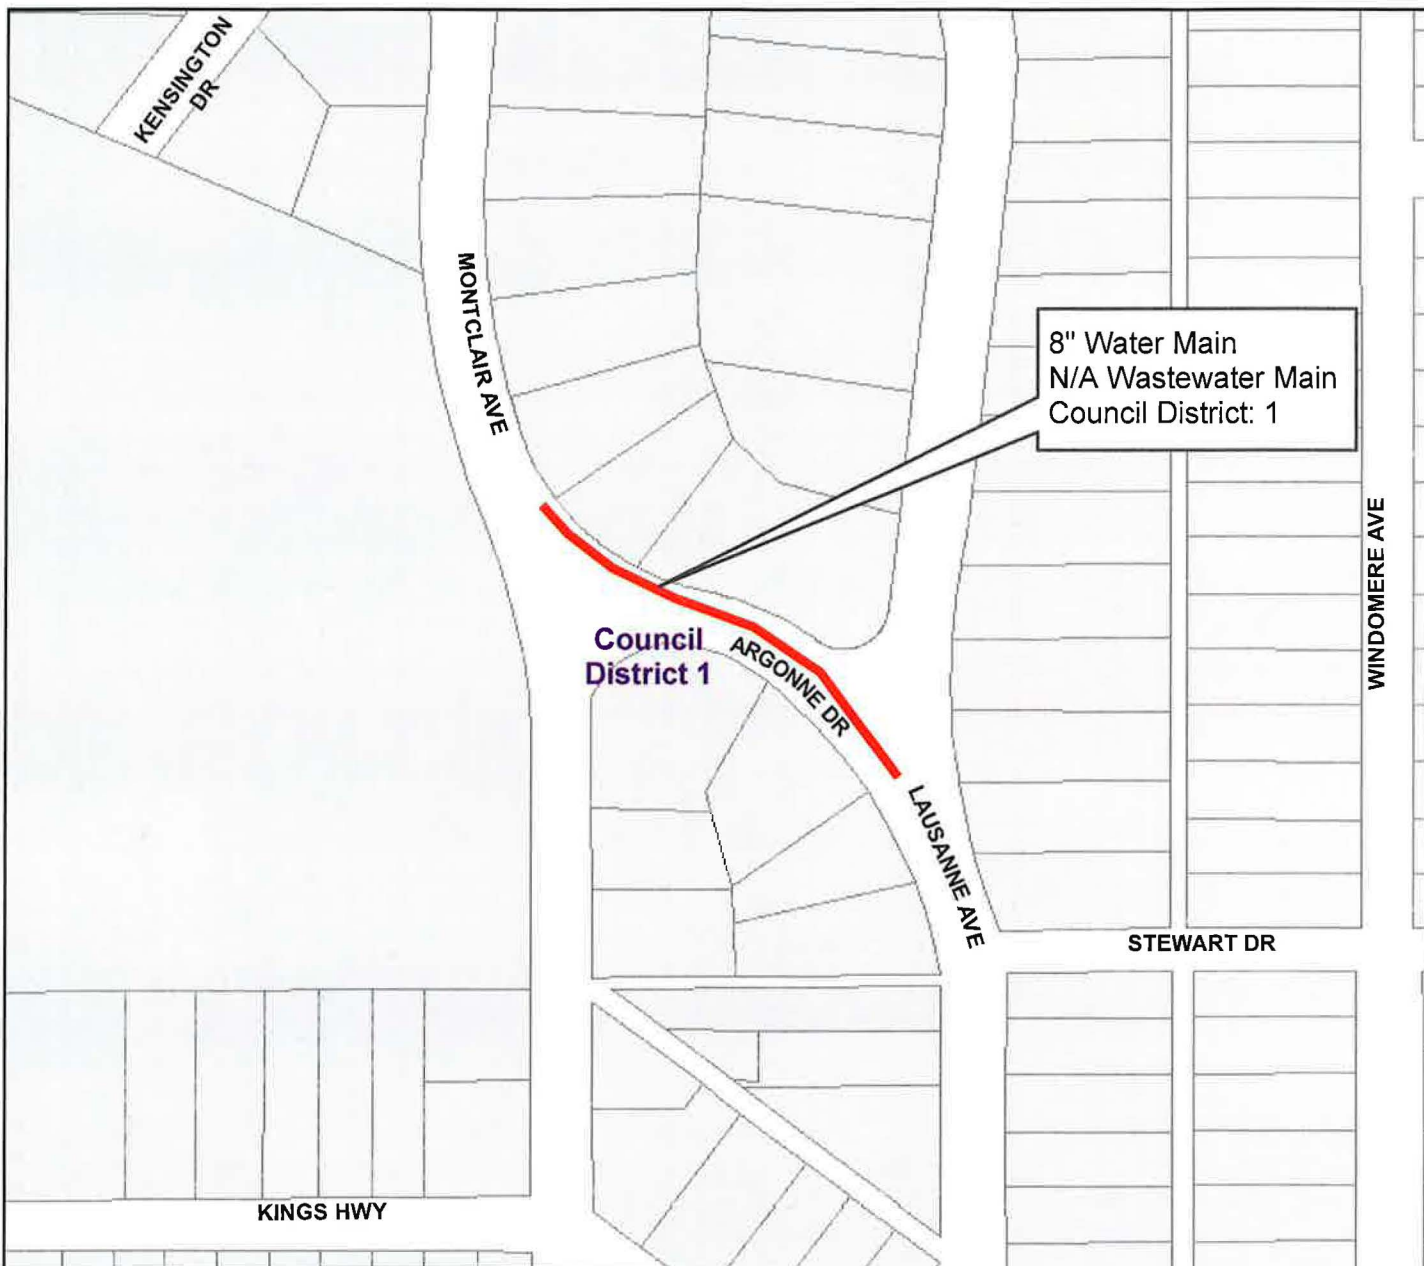 KENSINGTON
DR
MONTCLAIR AVE
8" Water Main
N/A Wastewater Main
Council District: 1
WINDOMERE AVE
Council
District 1
ARGONNE DR
LAUSANNE AVE
STEWART DR
KINGS HWY